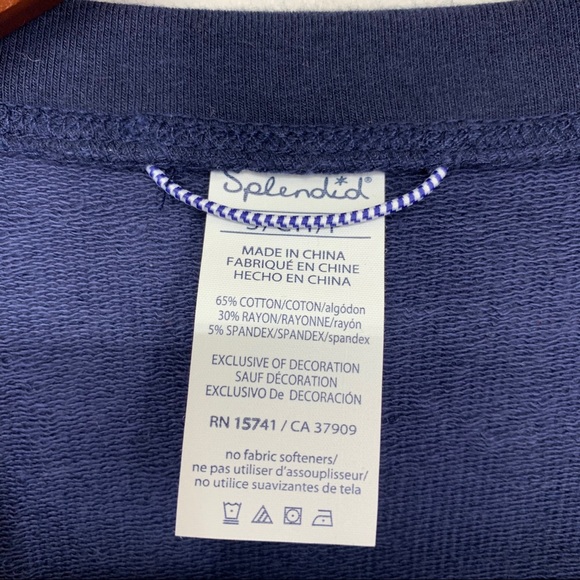 Splendid®
MADE IN CHINA
FABRIQUÉ EN CHINE
HECHO EN CHINA
65% COTTON/COTON/algódon
30% RAYON/RAYONNE/rayón
5% SPANDEX/SPANDEX/spandex
EXCLUSIVE OF DECORATION
SAUF DÉCORATION
EXCLUSIVO De DECORACIÓN
RN 15741 / CA 37909
no fabric softeners/
ne pas utiliser d'assouplisseur/
no utilice suavizantes de tela